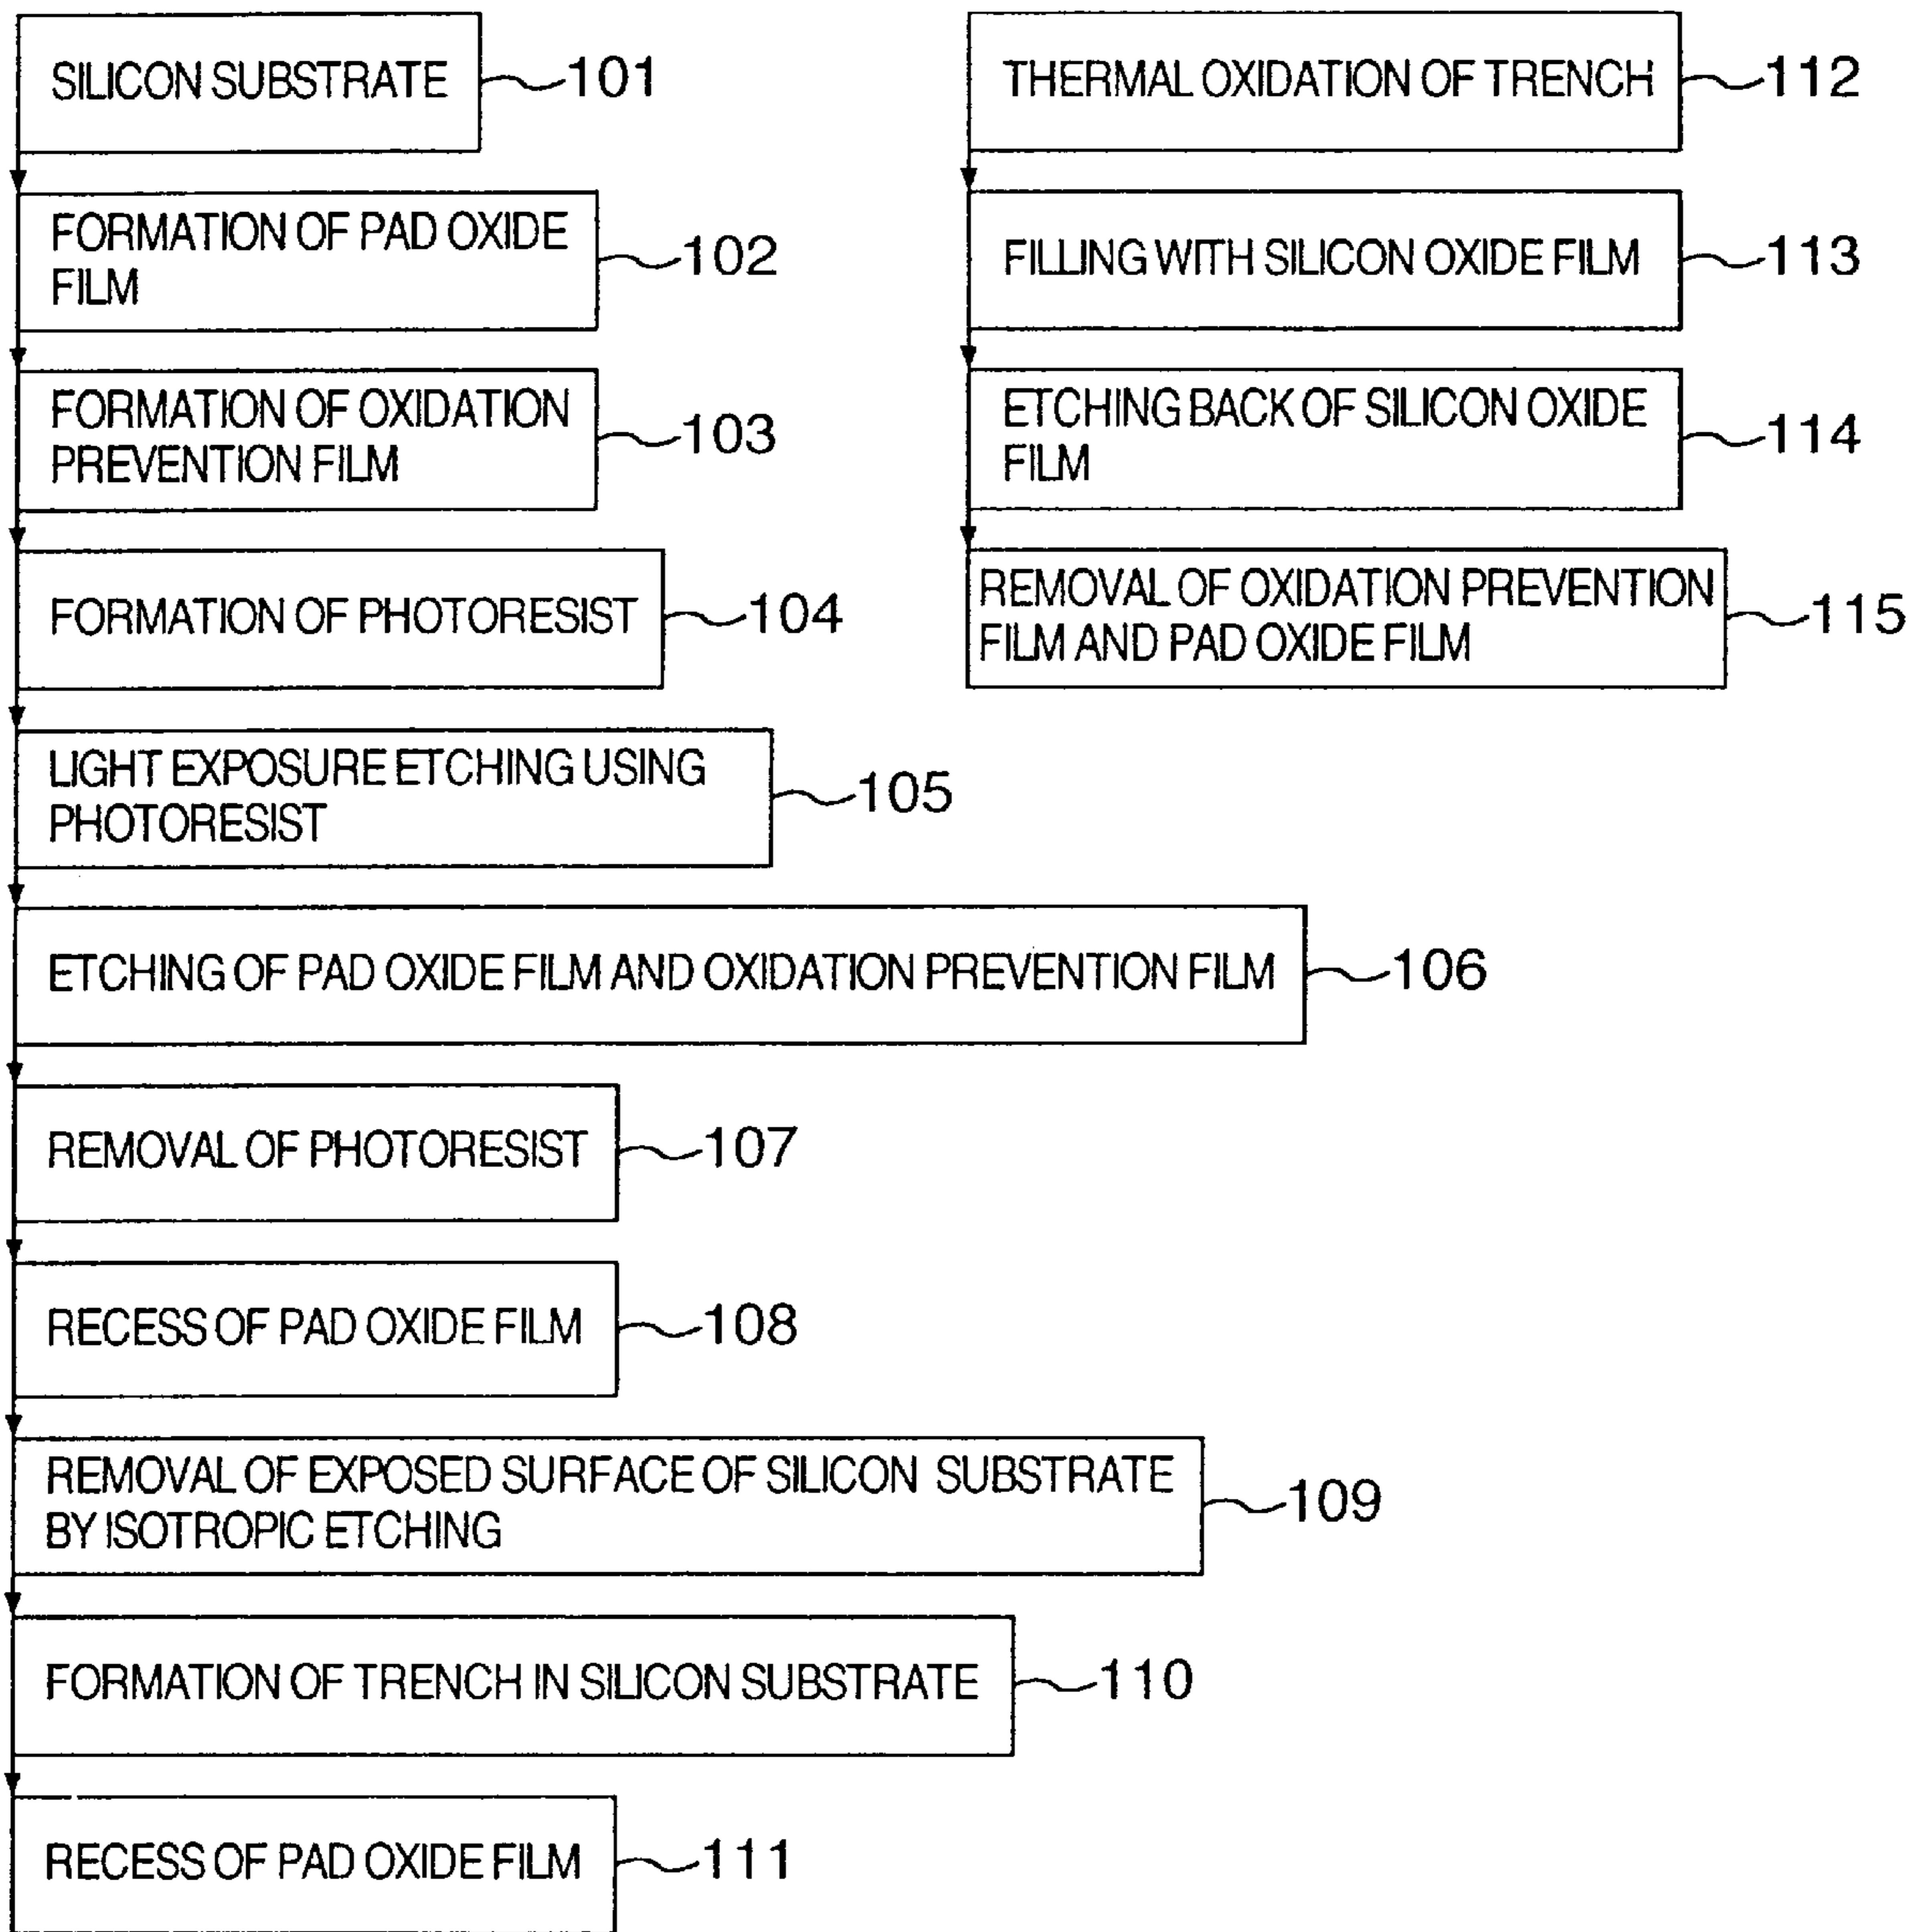 SILICON SUBSTRATE 101
FORMATION OF PAD OXIDE
FILM 102
FORMATION OF OXIDATION
PREVENTION FILM 103
FORMATION OF PHOTORESIST 104
LIGHT EXPOSURE ETCHING USING
PHOTORESIST 105
ETCHING OF PAD OXIDE FILM AND OXIDATION PREVENTION FILM 106
REMOVAL OF PHOTORESIST 107
RECESS OF PAD OXIDE FILM 108
REMOVAL OF EXPOSED SURFACE OF SILICON SUBSTRATE
BY ISOTROPIC ETCHING 109
FORMATION OF TRENCH IN SILICON SUBSTRATE 110
RECESS OF PAD OXIDE FILM 111
THERMAL OXIDATION OF TRENCH 112
FILLING WITH SILICON OXIDE FILM 113
ETCHING BACK OF SILICON OXIDE
FILM 114
REMOVAL OF OXIDATION PREVENTION
FILM AND PAD OXIDE FILM 115